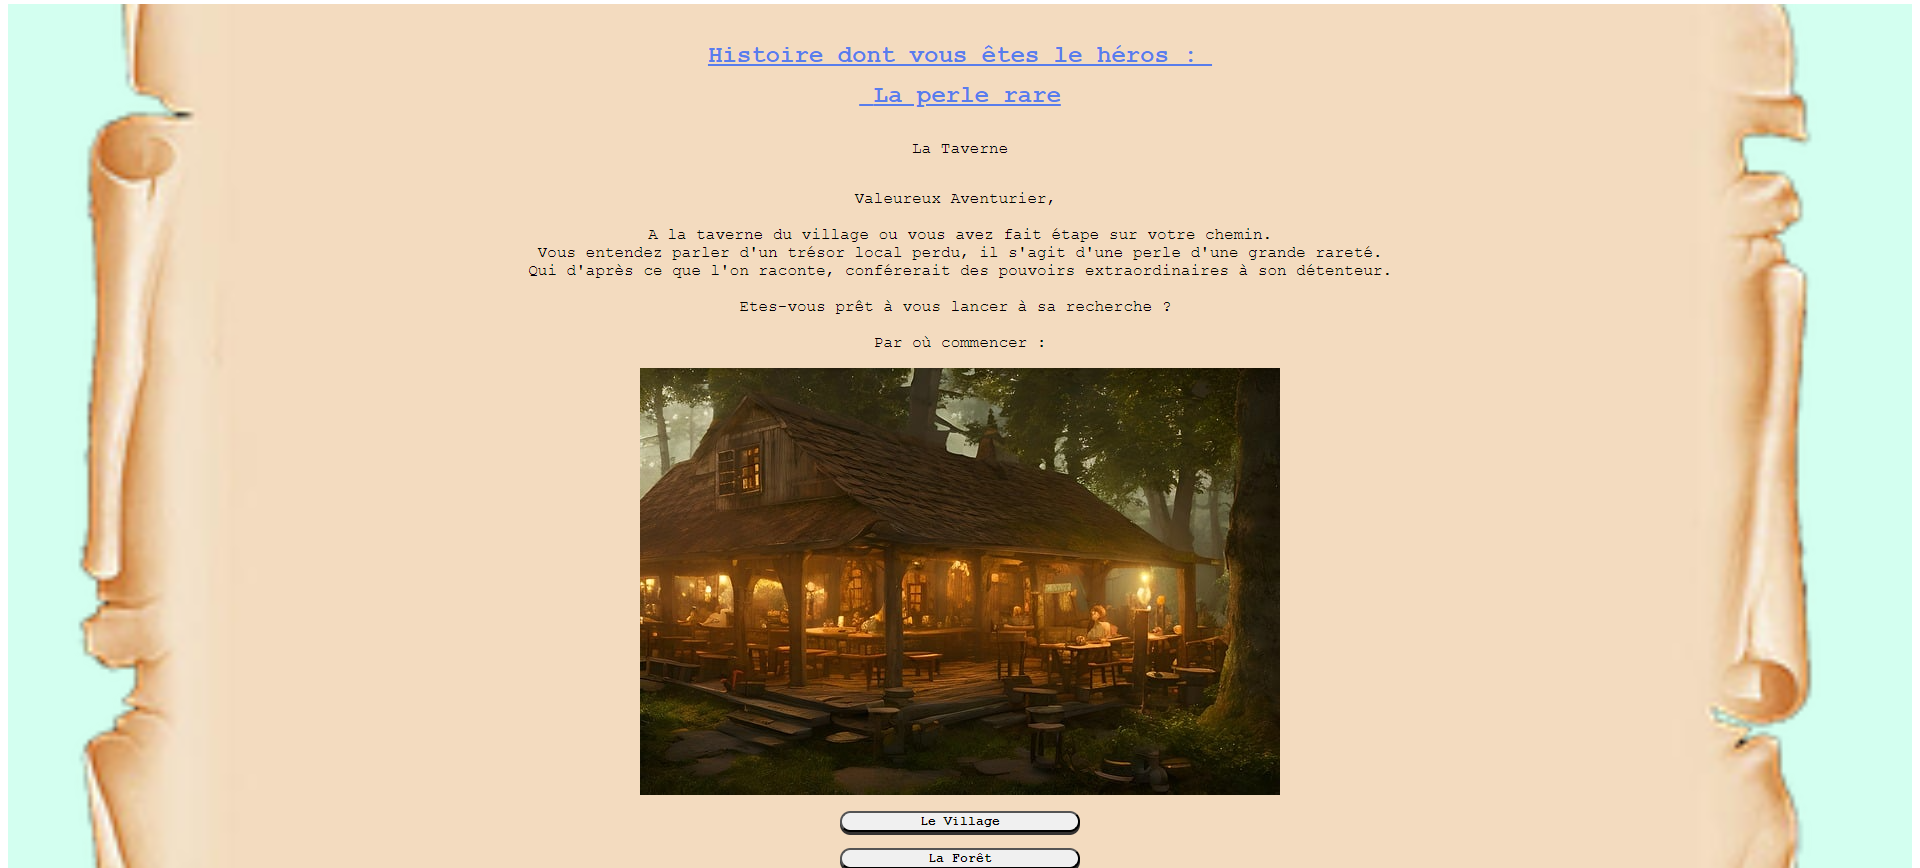 Histoire dont vous êtes le héros :
La perle rare
La Taverne
Valeureux Aventurier,
A la taverne du village ou vous avez fait étape sur votre chemin.
Vous entendez parler d'un trésor local perdu, il s'agit d'une perle d'une grande rareté.
Qui d'après ce que l'on raconte, conférerait des pouvoirs extraordinaires à son détenteur.
Etes-vous prêt à vous lancer à sa recherche ?
Par où commencer :
Le Village
La Forêt